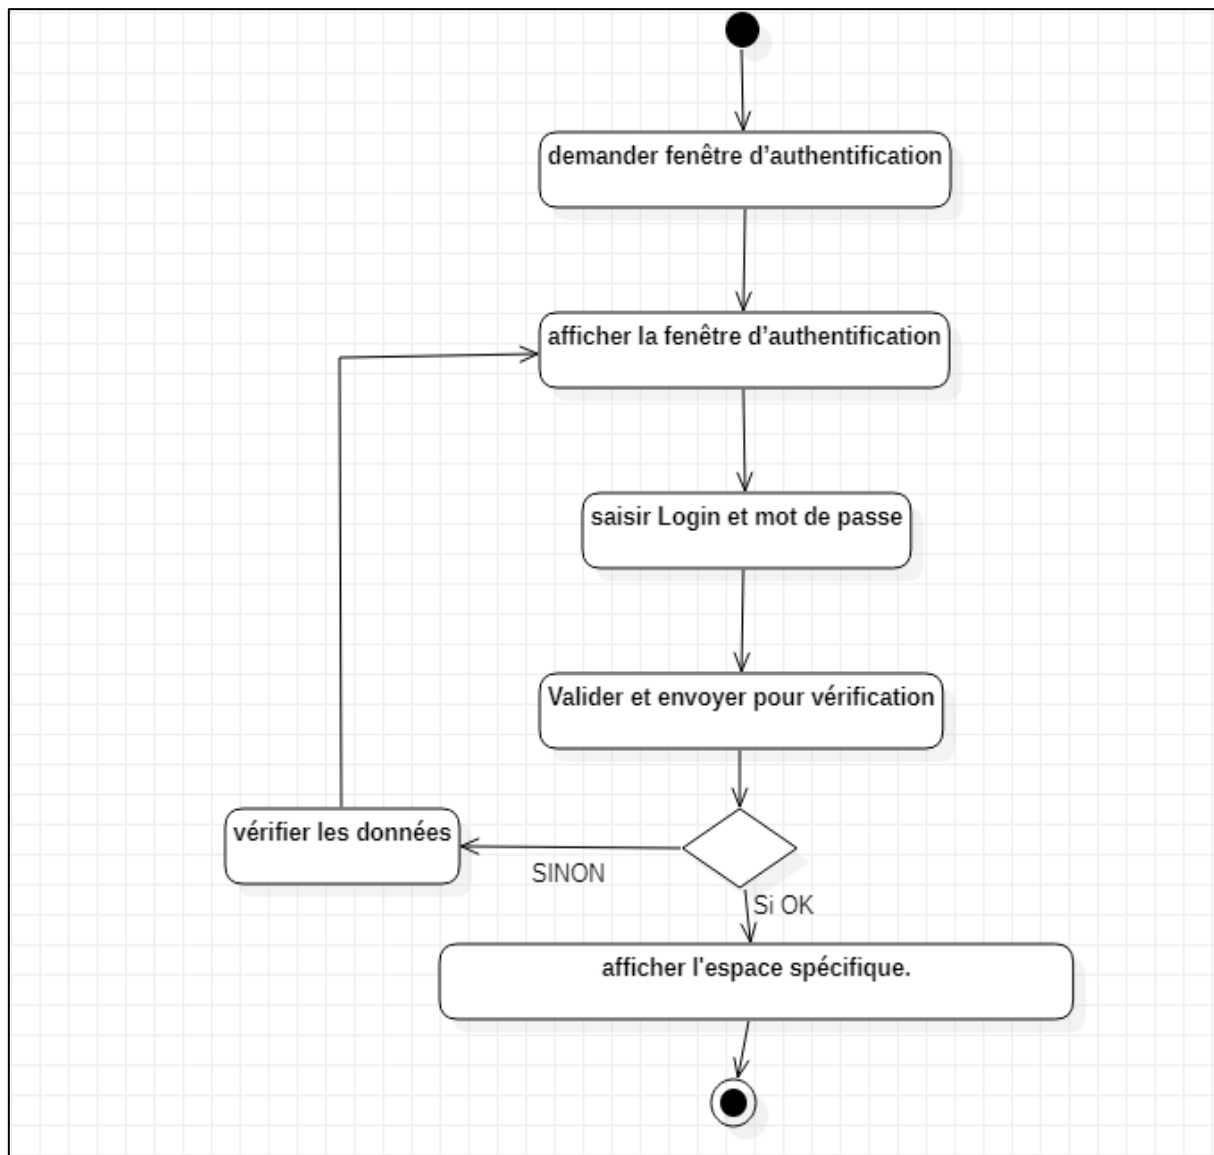 demander fenêtre d’authentification
afficher la fenêtre d’authentification
saisir Login et mot de passe
Valider et envoyer pour vérification
vérifier les données
SINON
Si OK
afficher l'espace spécifique.